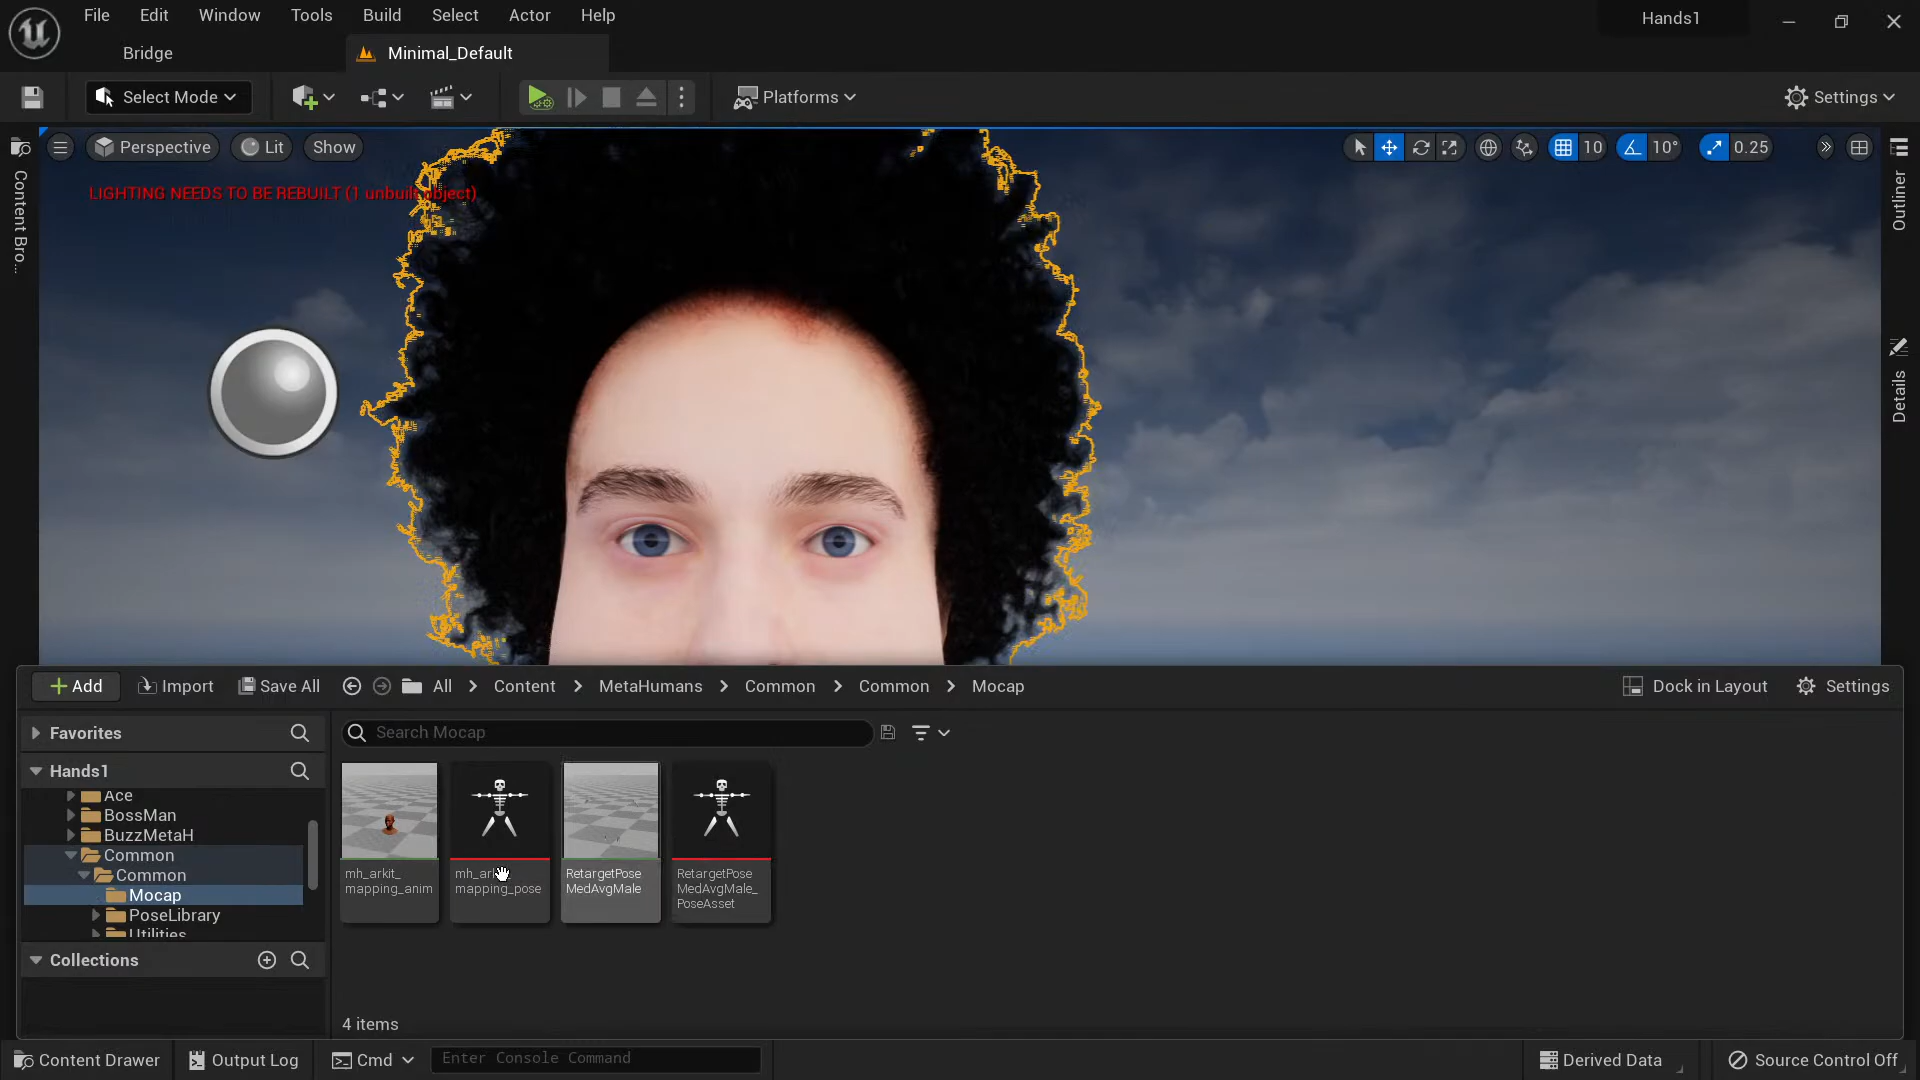 File Edit Window Tools Build Select Actor Help
Hands1
Bridge
Minimal_Default
Select Mode
Platforms
Settings
Perspective
Lit
Show
10
10°
0.25
LIGHTING NEEDS TO BE REBUILT (1 unbuilt object)
Content Bro...
Outliner
Details
Add
Import
Save All
All > Content > MetaHumans > Common > Common > Mocap
Dock in Layout
Settings
Favorites
Search Mocap
Hands1
Ace
BossMan
BuzzMetaH
Common
Common
Mocap
PoseLibrary
Utilities
Collections
mh_arkit_
mapping_anim
mapping_pose
RetargetPose
MedAvgMale
RetargetPose
MedAvgMale_
PoseAsset
4 items
Content Drawer
Output Log
Cmd
Enter Console Command
Derived Data
Source Control Off